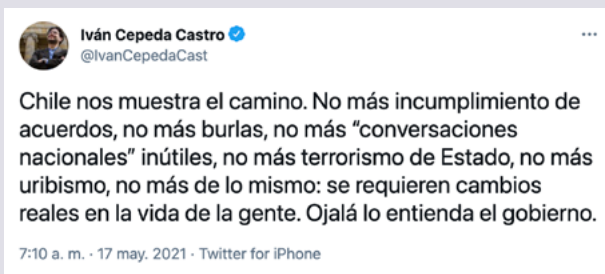 Iván Cepeda Castro
@IvanCepedaCast
Chile nos muestra el camino. No más incumplimiento de
acuerdos, no más burlas, no más “conversaciones
nacionales” inútiles, no más terrorismo de Estado, no más
uribismo, no más de lo mismo: se requieren cambios
reales en la vida de la gente. Ojalá lo entienda el gobierno.
7:10 a. m. · 17 may. 2021 · Twitter for iPhone